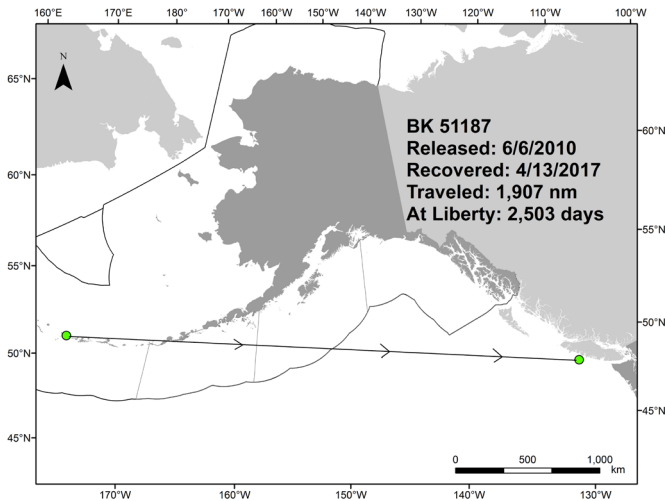 160°E 170°E 180° 170°W 160°W 150°W 140°W 130°W 120°W 110°W 100°W
N
65°N
60°N
BK 51187
Released: 6/6/2010
Recovered: 4/13/2017
Traveled: 1,907 nm
At Liberty: 2,503 days
60°N
55°N
55°N
50°N
50°N
45°N
45°N
0 500 1,000
km
170°W 160°W 150°W 140°W 130°W